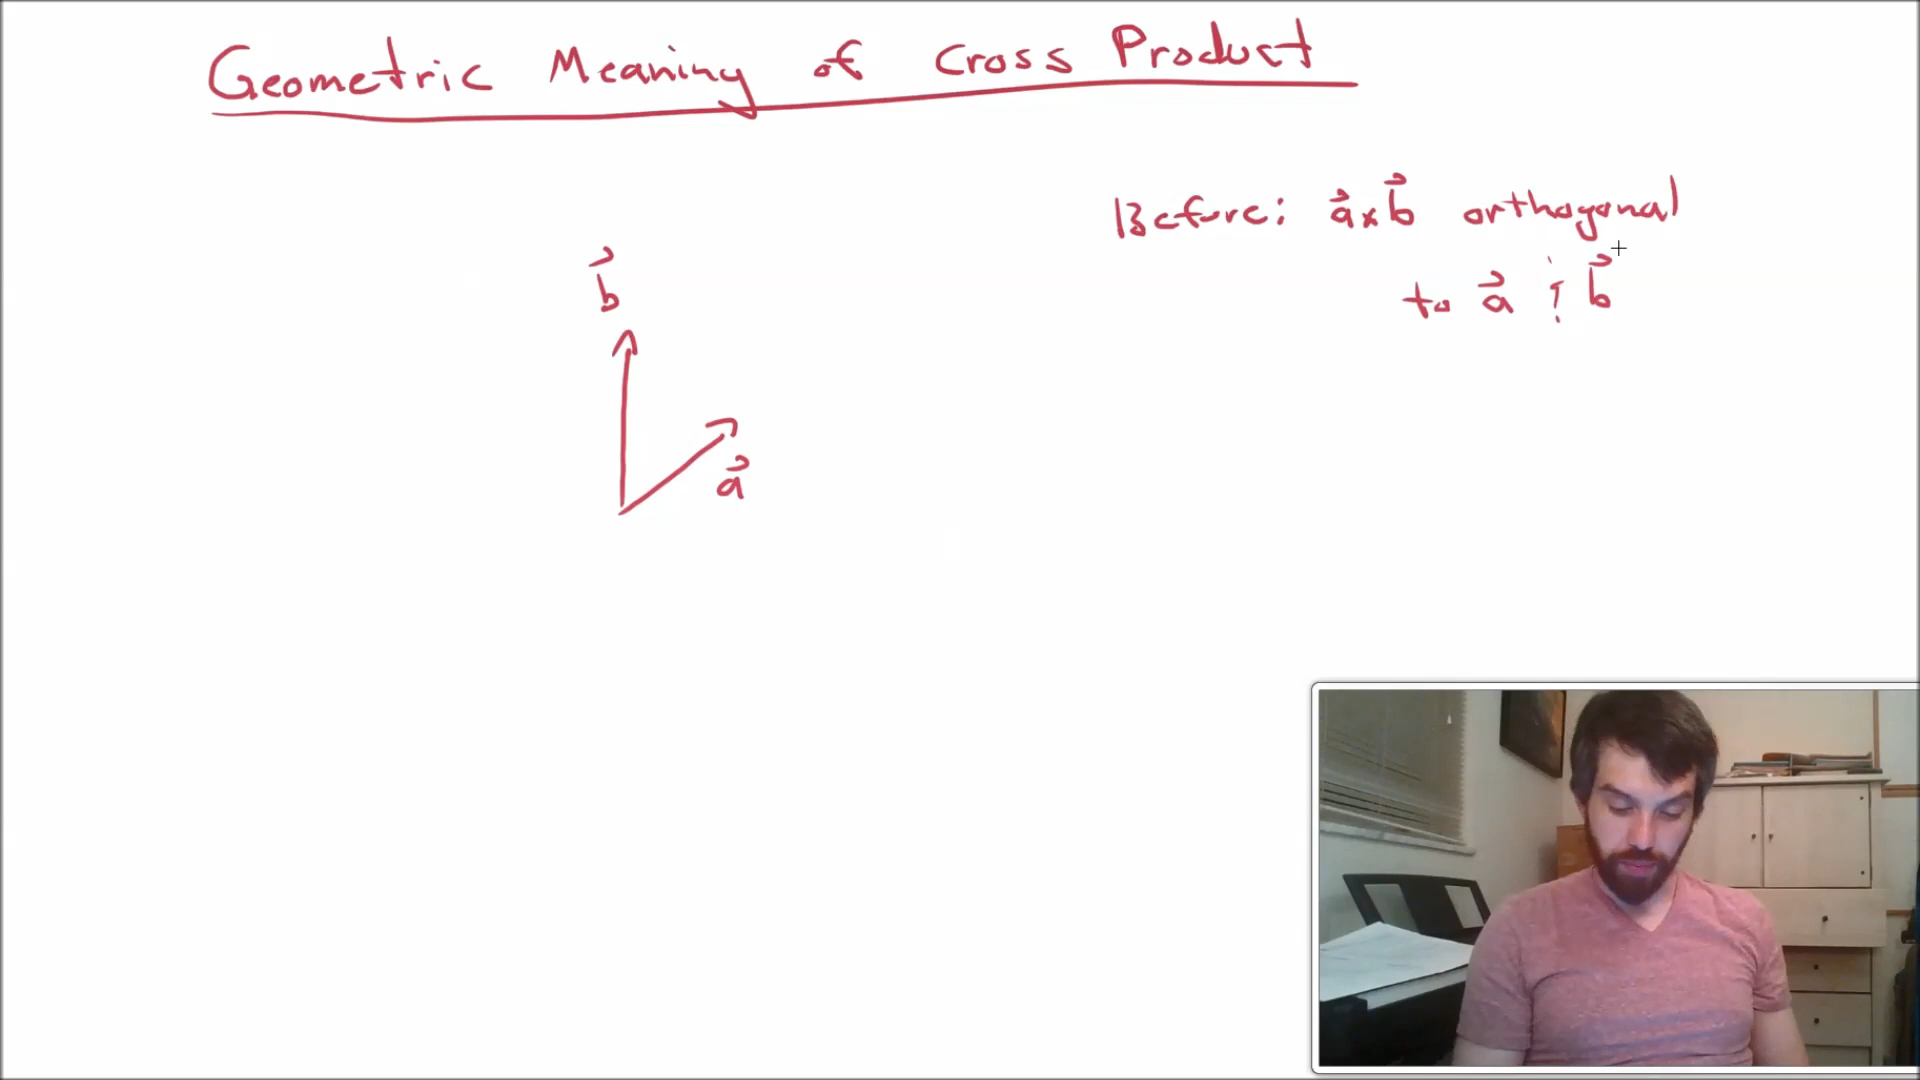 Geometric Meaning of Cross Product
Before: a⃗ x b⃗ orthogonal
to a⃗ & b⃗
b⃗
a⃗